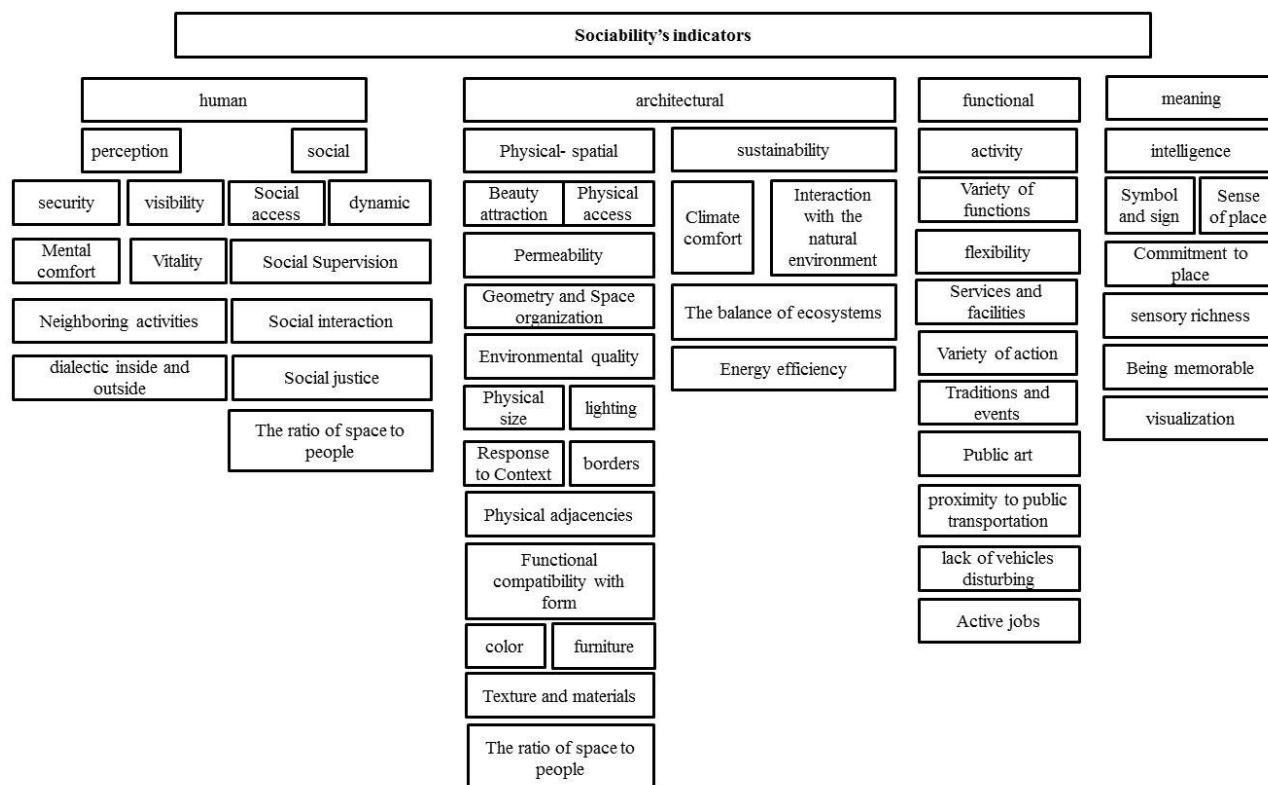 Sociability's indicators
human
architectural
functional
meaning
perception
social
Physical- spatial
sustainability
activity
intelligence
security
visibility
Social
access
dynamic
Mental
comfort
Vitality
Social Supervision
Neighboring activities
Social interaction
dialectic inside and
outside
Social justice
The ratio of space to
people
Beauty
attraction
Physical
access
Permeability
Geometry and Space
organization
Environmental quality
Physical
size
lighting
Response
to Context
borders
Physical adjacencies
Functional
compatibility with
form
color
furniture
Texture and materials
The ratio of space to
people
Climate
comfort
Interaction
with the
natural
environment
The balance of ecosystems
Energy efficiency
Variety of
functions
flexibility
Services and
facilities
Variety of action
Traditions and
events
Public art
proximity to public
transportation
lack of vehicles
disturbing
Active jobs
Symbol
and sign
Sense
of place
Commitment to
place
sensory richness
Being memorable
visualization